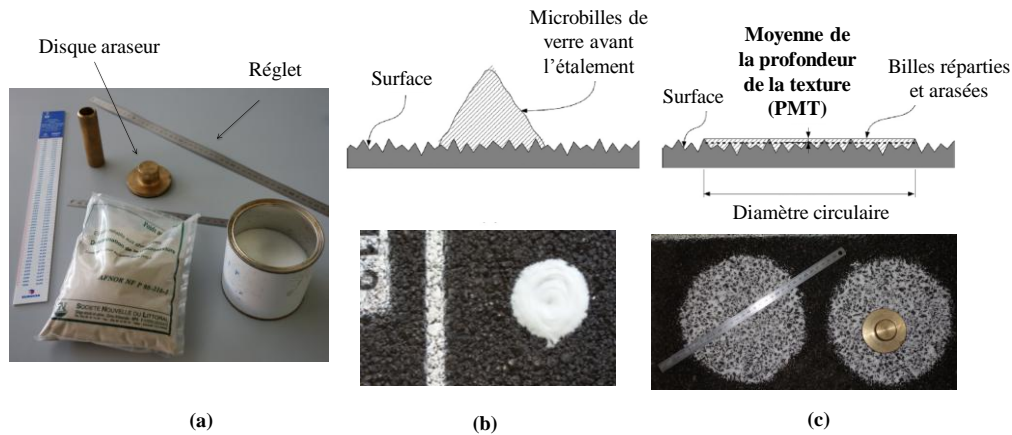 Disque araseur
Réglet
AFNOR NF P 98-216-1
SOCIETE NOUVELLE DU LITTORAL
(a)
Microbilles de
verre avant
l'étalement
Surface
(b)
Moyenne de
la profondeur
de la texture
(PMT)
Billes réparties
et arasées
Surface
Diamètre circulaire
(c)